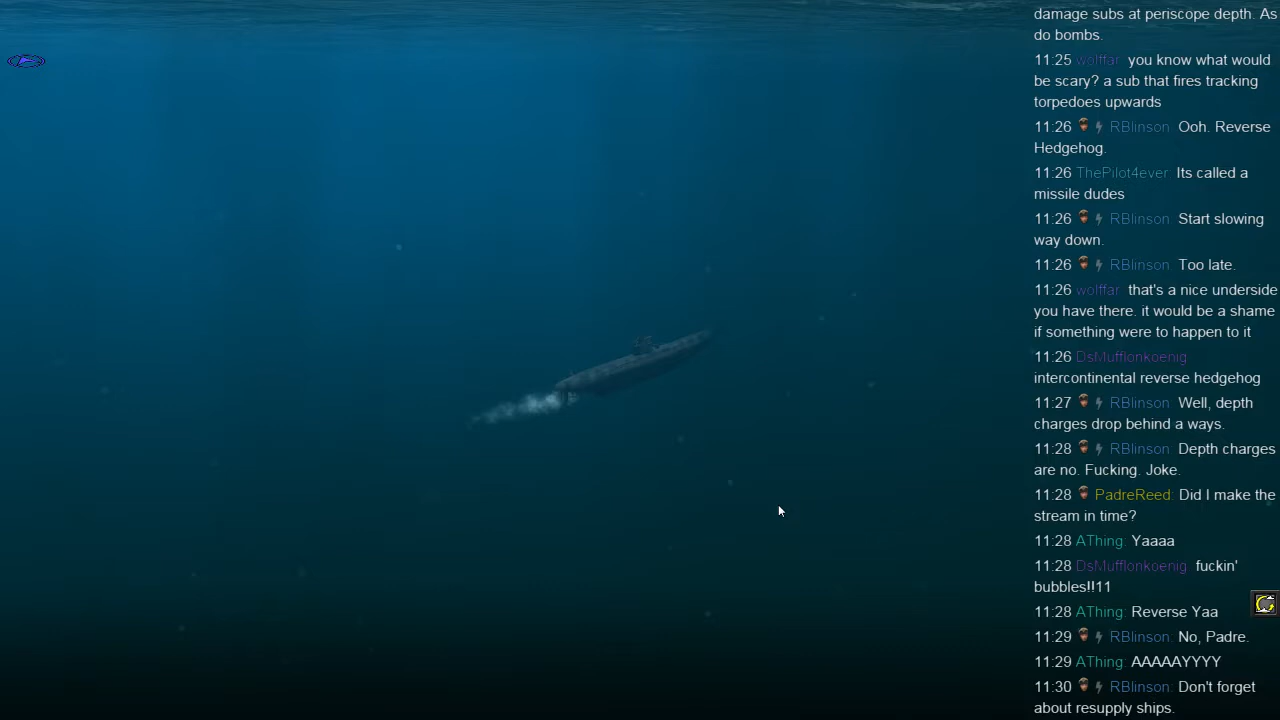 damage subs at periscope depth. As
do bombs.
11:25 wolffar you know what would
be scary? a sub that fires tracking
torpedoes upwards
11:26 RBlinson Ooh. Reverse
Hedgehog.
11:26 ThePilot4ever Its called a
missile dudes
11:26 RBlinson Start slowing
way down.
11:26 RBlinson Too late.
11:26 wolffar that's a nice underside
you have there. it would be a shame
if something were to happen to it
11:26 DsMufflonkoenig
intercontinental reverse hedgehog
11:27 RBlinson Well, depth
charges drop behind a ways.
11:28 RBlinson Depth charges
are no. Fucking. Joke.
11:28 PadreReed: Did I make the
stream in time?
11:28 AThing: Yaaaa
11:28 DsMufflonkoenig fuckin'
bubbles!!11
11:28 AThing: Reverse Yaa
11:29 RBlinson: No, Padre.
11:29 AThing: AAAAAYYYY
11:30 RBlinson: Don't forget
about resupply ships.